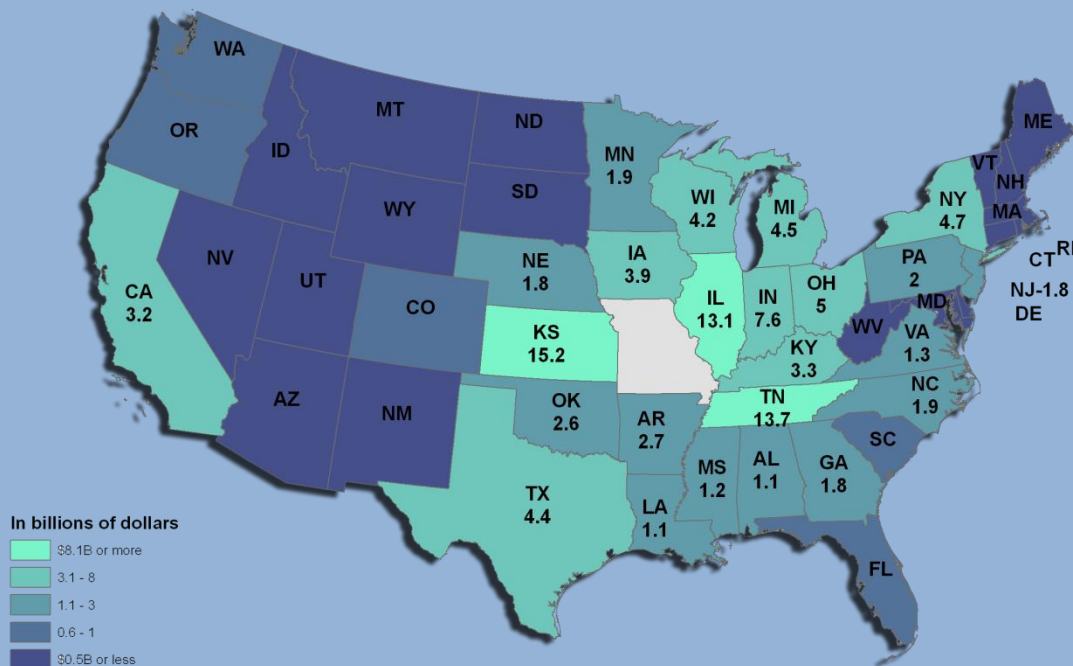 WA
MT
ND
ME
OR
ID
MN
1.9
VT
NH
SD
WI
4.2
MI
4.5
NY
4.7
MA
WY
CT
RI
NE
1.8
IA
3.9
PA
2
NJ-1.8
NV
UT
CA
3.2
CO
IL
13.1
IN
7.6
OH
5
MD
DE
WV
VA
1.3
KS
15.2
KY
3.3
AZ
NM
OK
2.6
AR
2.7
TN
13.7
NC
1.9
SC
MS
1.2
AL
1.1
GA
1.8
TX
4.4
LA
1.1
FL
In billions of dollars
$8.1B or more
3.1 - 8
1.1 - 3
0.6 - 1
$0.5B or less